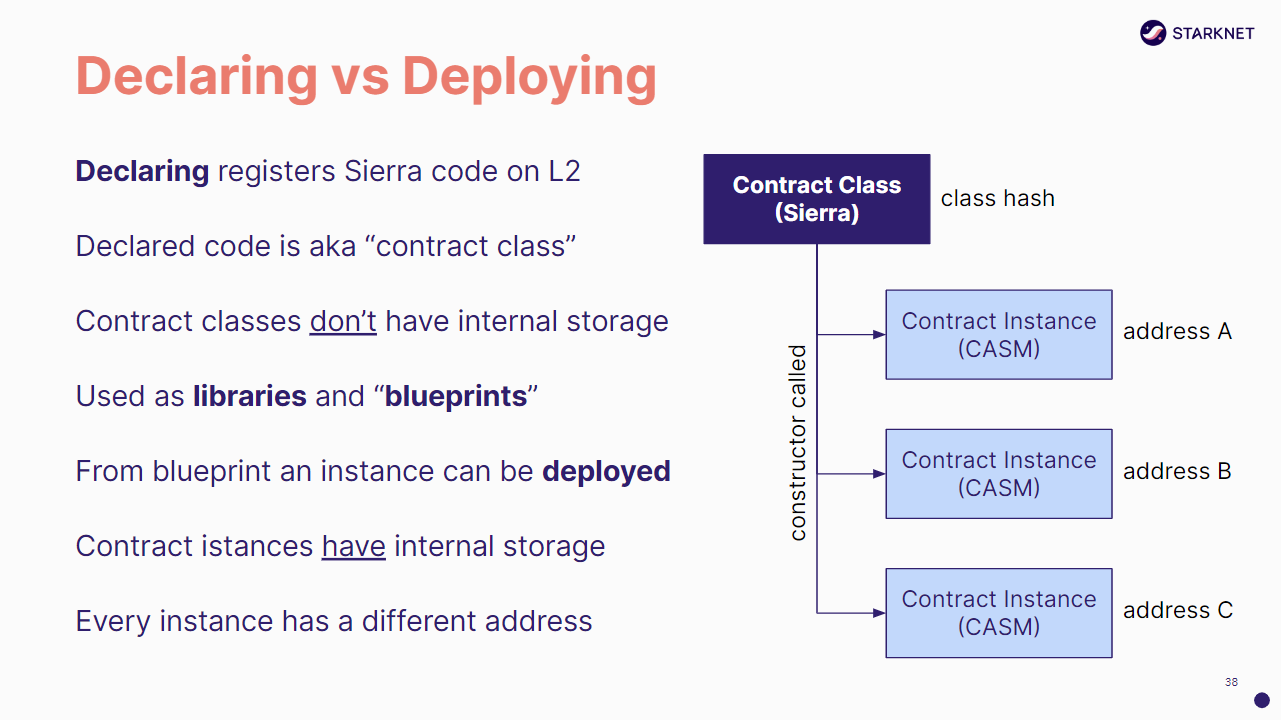 STARKNET
Declaring vs Deploying
Declaring registers Sierra code on L2
Declared code is aka “contract class”
Contract classes don’t have internal storage
Used as libraries and “blueprints”
From blueprint an instance can be deployed
Contract istances have internal storage
Every instance has a different address
Contract Class
(Sierra)
class hash
constructor called
Contract Instance
(CASM)
address A
Contract Instance
(CASM)
address B
Contract Instance
(CASM)
address C
38